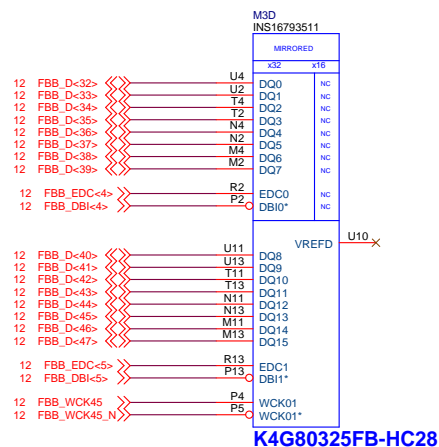 M3D
INS16793511
MIRRORED
x32 x16
12 FBB_D<32> U4 DQ0 NC
12 FBB_D<33> U2 DQ1 NC
12 FBB_D<34> T4 DQ2 NC
12 FBB_D<35> T2 DQ3 NC
12 FBB_D<36> N4 DQ4 NC
12 FBB_D<37> N2 DQ5 NC
12 FBB_D<38> M4 DQ6 NC
12 FBB_D<39> M2 DQ7 NC
12 FBB_EDC<4> R2 EDC0 NC
12 FBB_DBI<4> P2 DBI0* NC
VREFD U10
12 FBB_D<40> U11 DQ8
12 FBB_D<41> U13 DQ9
12 FBB_D<42> T11 DQ10
12 FBB_D<43> T13 DQ11
12 FBB_D<44> N11 DQ12
12 FBB_D<45> N13 DQ13
12 FBB_D<46> M11 DQ14
12 FBB_D<47> M13 DQ15
12 FBB_EDC<5> R13 EDC1
12 FBB_DBI<5> P13 DBI1*
12 FBB_WCK45 P4 WCK01
12 FBB_WCK45_N P5 WCK01*
K4G80325FB-HC28